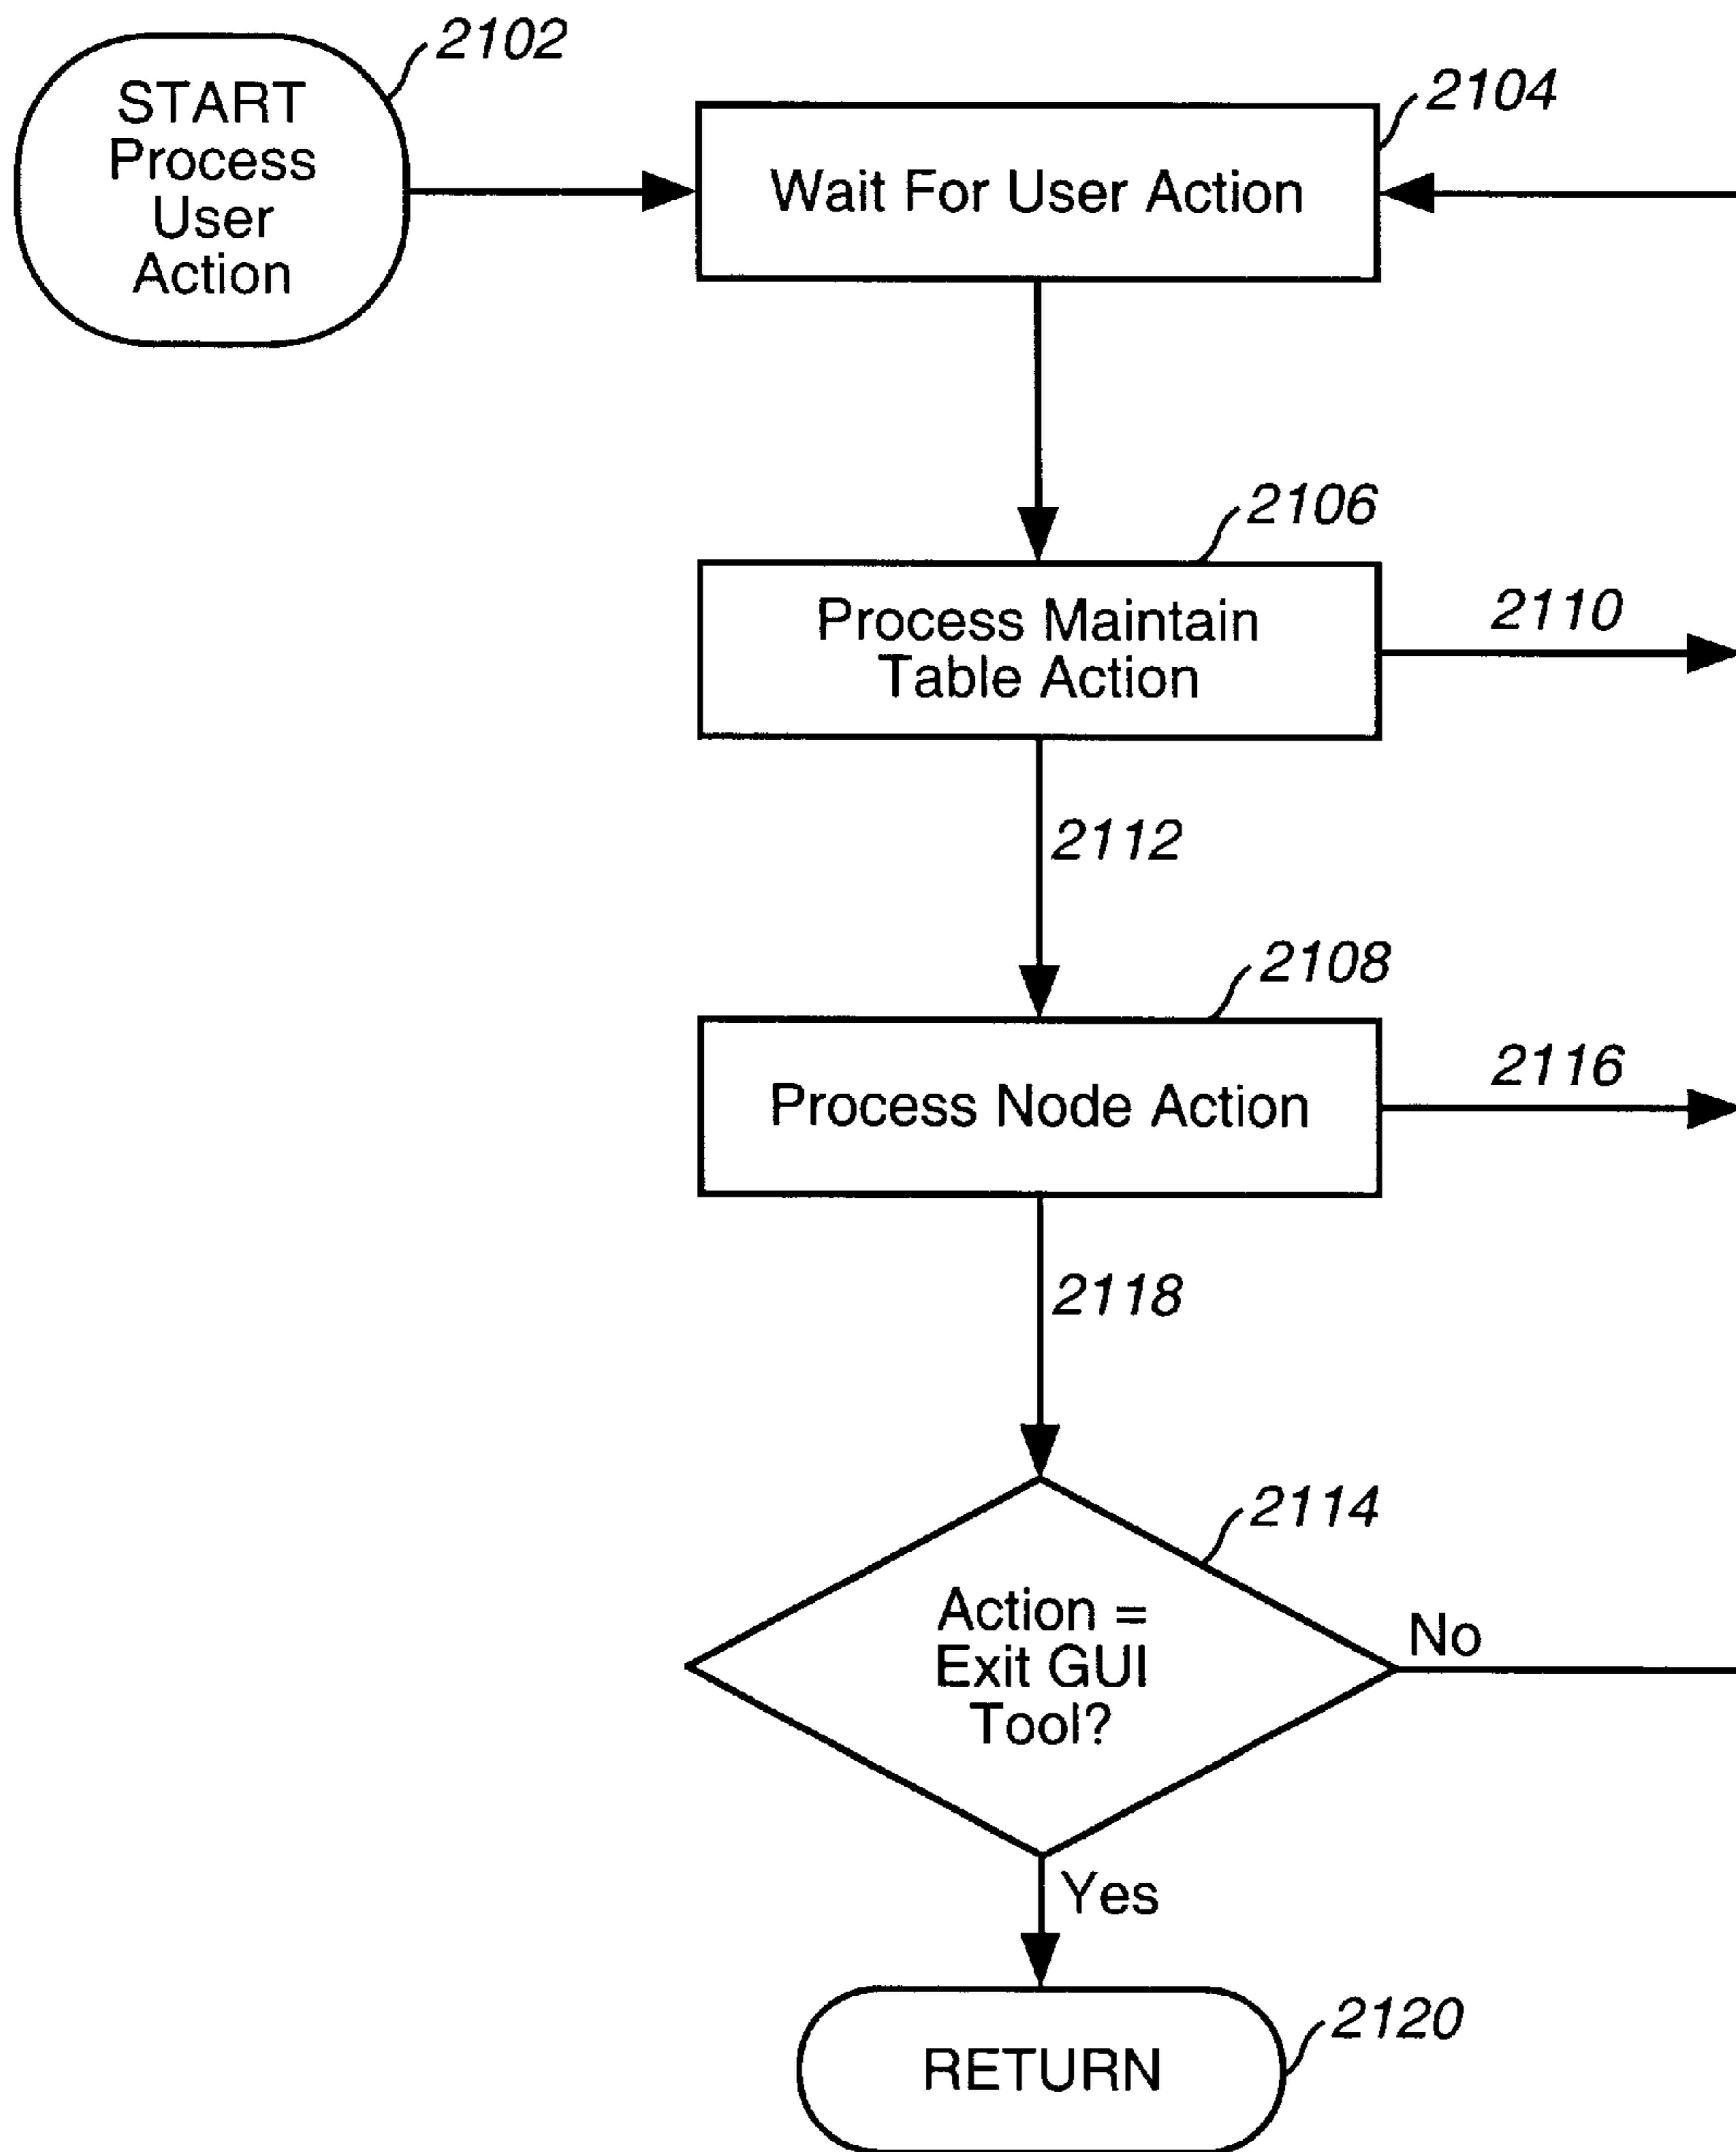 2102
START
Process
User
Action
2104
Wait For User Action
2106
Process Maintain
Table Action
2110
2112
2108
Process Node Action
2116
2118
2114
Action =
Exit GUI
Tool?
No
Yes
2120
RETURN